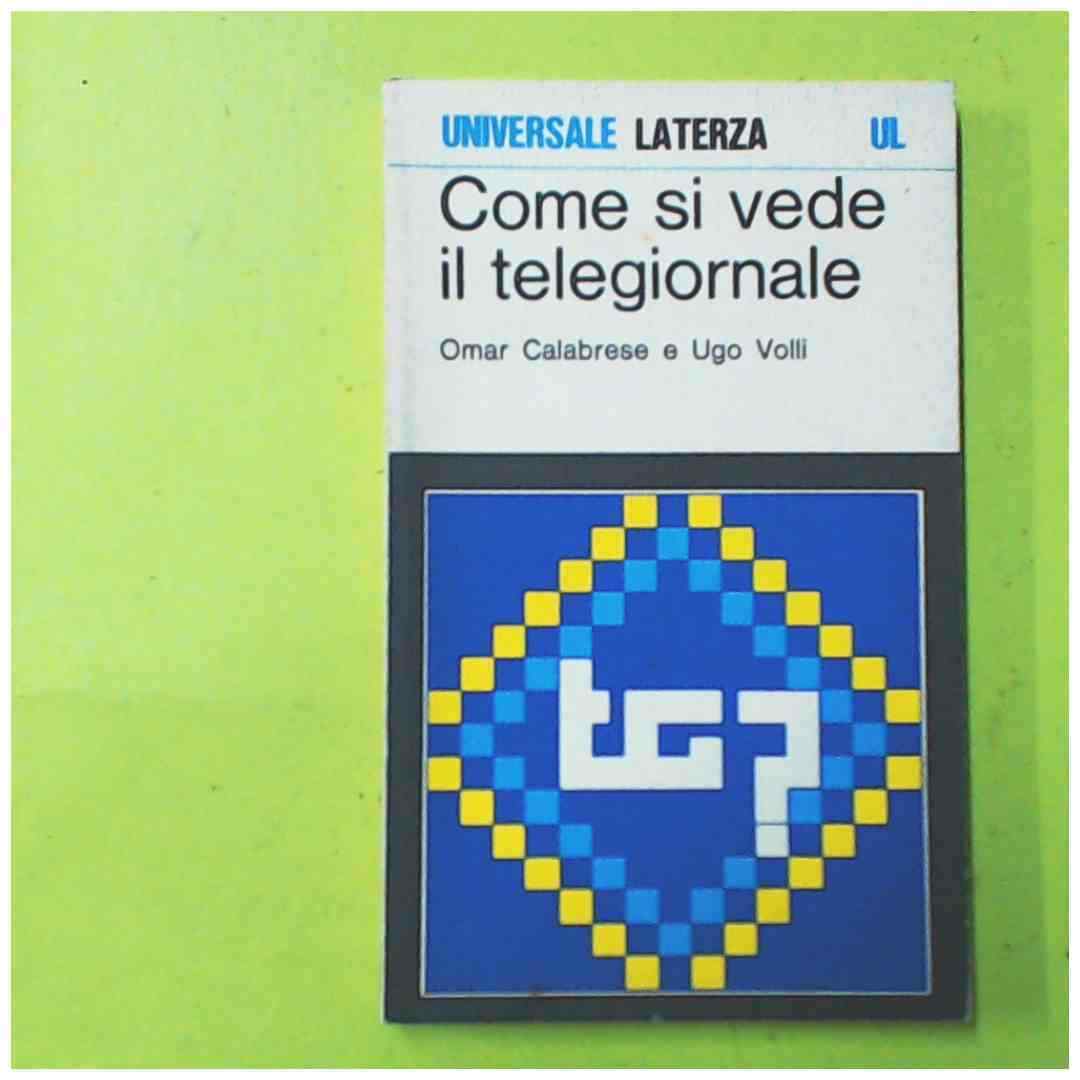 UNIVERSALE LATERZA UL
Come si vede
il telegiornale
Omar Calabrese e Ugo Volli
tg?